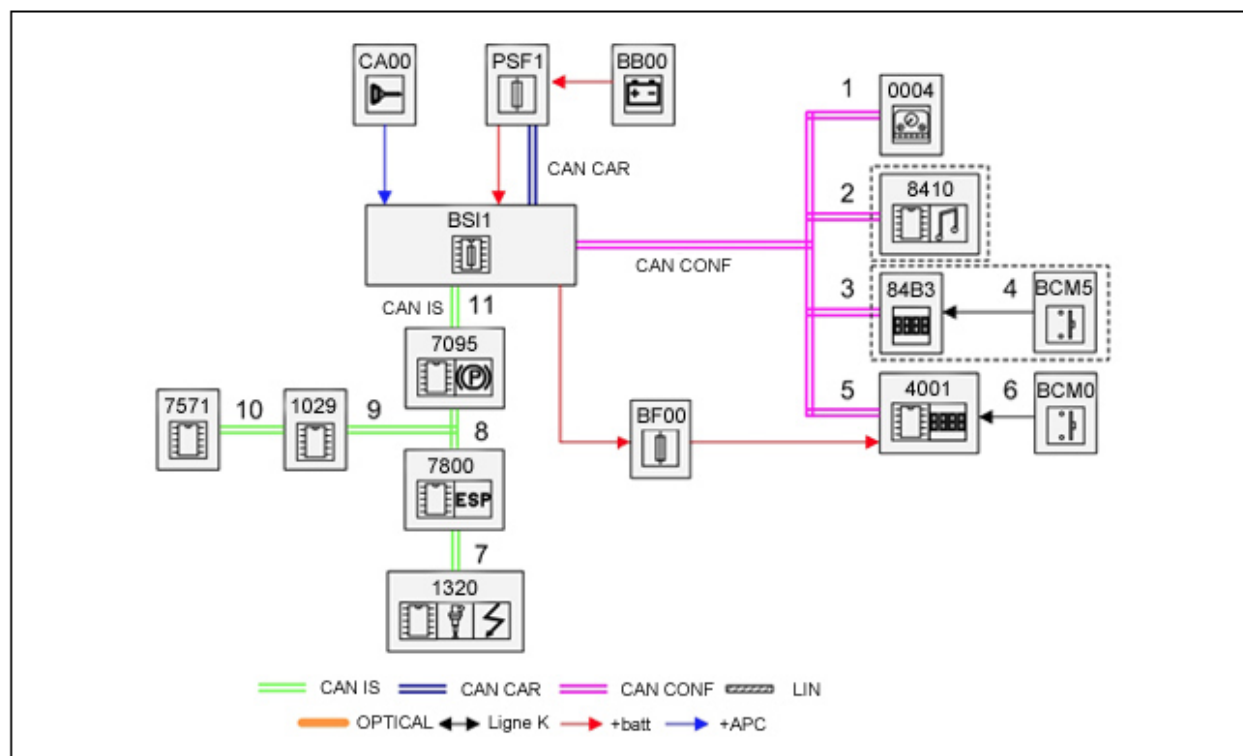 CA00 PSF1 BB00
1 0004
CAN CAR
2 8410
BSI1
CAN CONF
3 84B3 4 BCM5
CAN IS 11
7095
5 4001 6 BCM0
7571 10 1029 9
8
BF00
7800
ESP
7
1320
CAN IS CAN CAR CAN CONF LIN
OPTICAL Ligne K +batt +APC